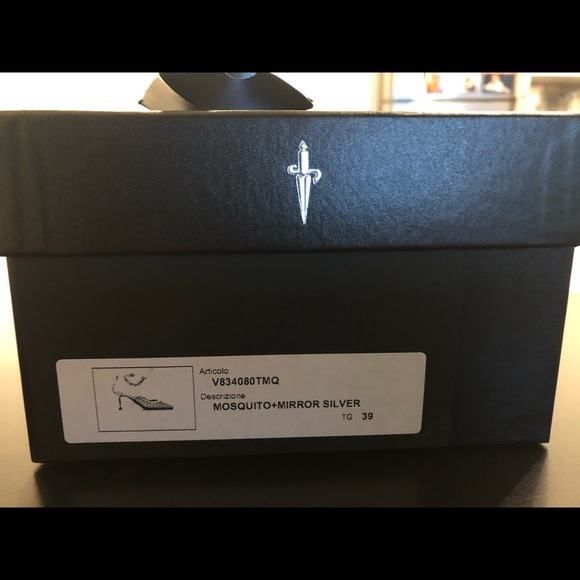 Articolo
V834080TMQ
Descrizione
MOSQUITO+MIRROR SILVER
TG 39